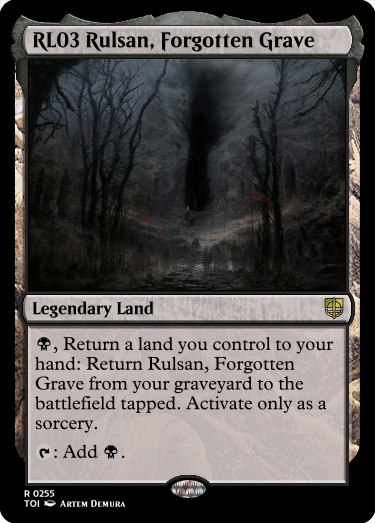 RL03 Rulsan, Forgotten Grave
Legendary Land
, Return a land you control to your
hand: Return Rulsan, Forgotten
Grave from your graveyard to the
battlefield tapped. Activate only as a
sorcery.
: Add .
R 0255
TOI Artem Demura